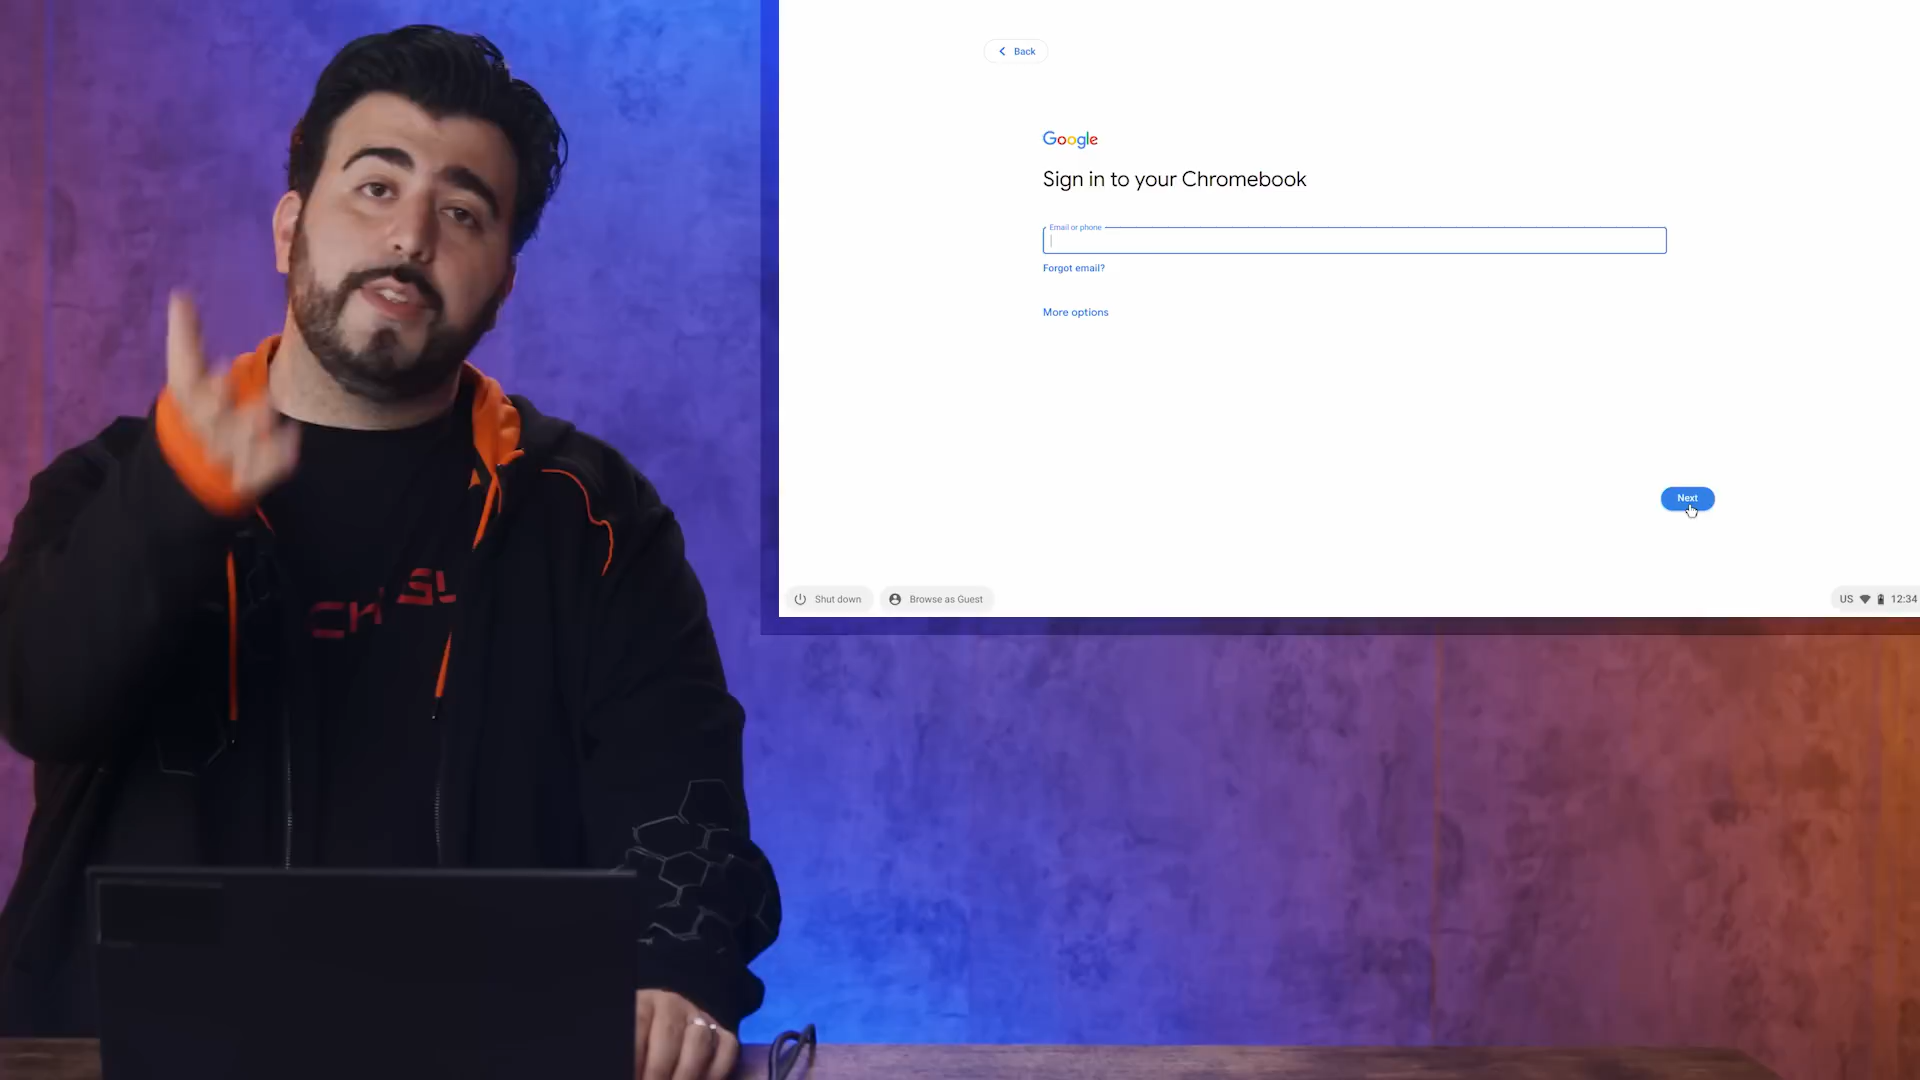 Back
Google
Sign in to your Chromebook
Email or phone
Forgot email?
More options
Next
Shut down
Browse as Guest
US 12:34